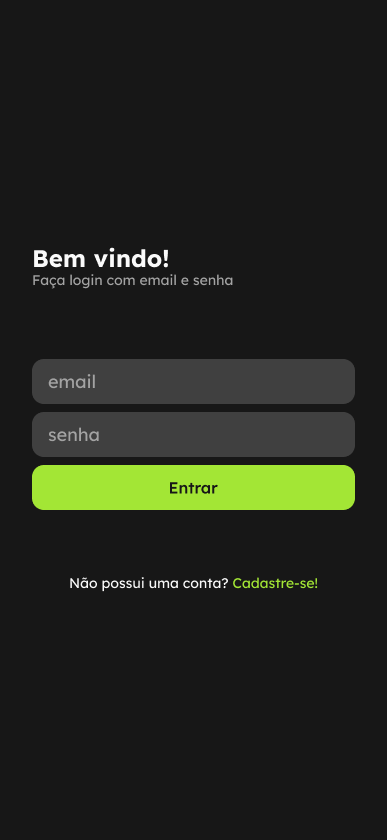 Bem vindo!
Faça login com email e senha
email
senha
Entrar
Não possui uma conta? Cadastre-se!